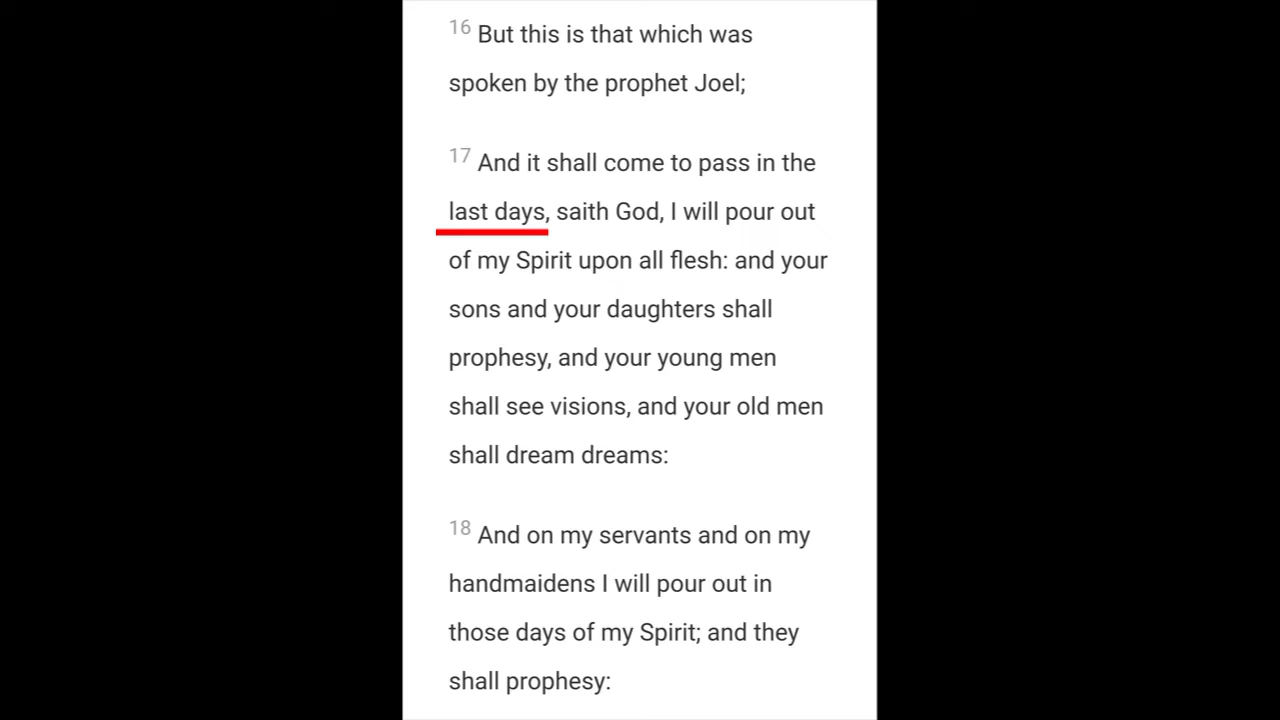 16 But this is that which was
spoken by the prophet Joel;
17 And it shall come to pass in the
last days, saith God, I will pour out
of my Spirit upon all flesh: and your
sons and your daughters shall
prophesy, and your young men
shall see visions, and your old men
shall dream dreams:
18 And on my servants and on my
handmaidens I will pour out in
those days of my Spirit; and they
shall prophesy: